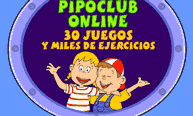 PIPOCLUB
ONLINE
30 JUEGOS
Y MILES DE EJERCICIOS